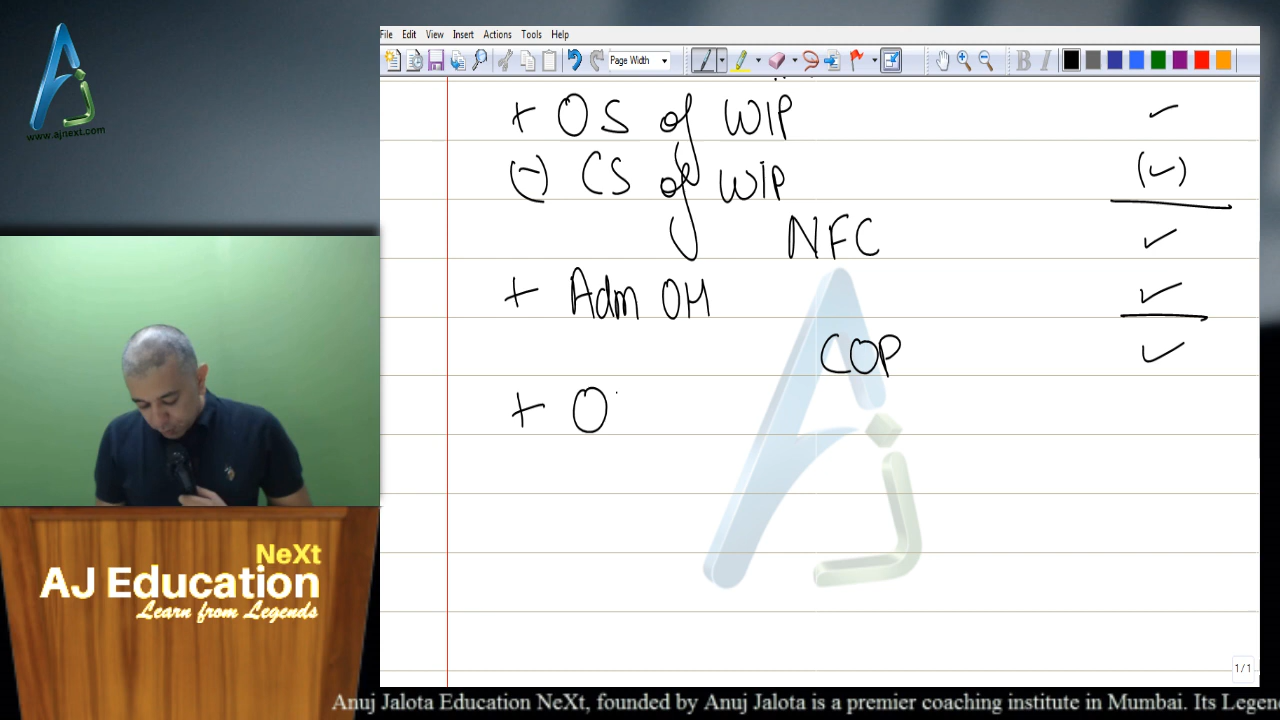 www.ajnext.com
File Edit View Insert Actions Tools Help
Page Width
B I
+ OS of WIP
(-) CS of WIP
NFC
+ Adm OH
COP
+ O
1/1
NeXt
AJ Education
Learn from Legends
Anuj Jalota Education NeXt, founded by Anuj Jalota is a premier coaching institute in Mumbai. Its Legen